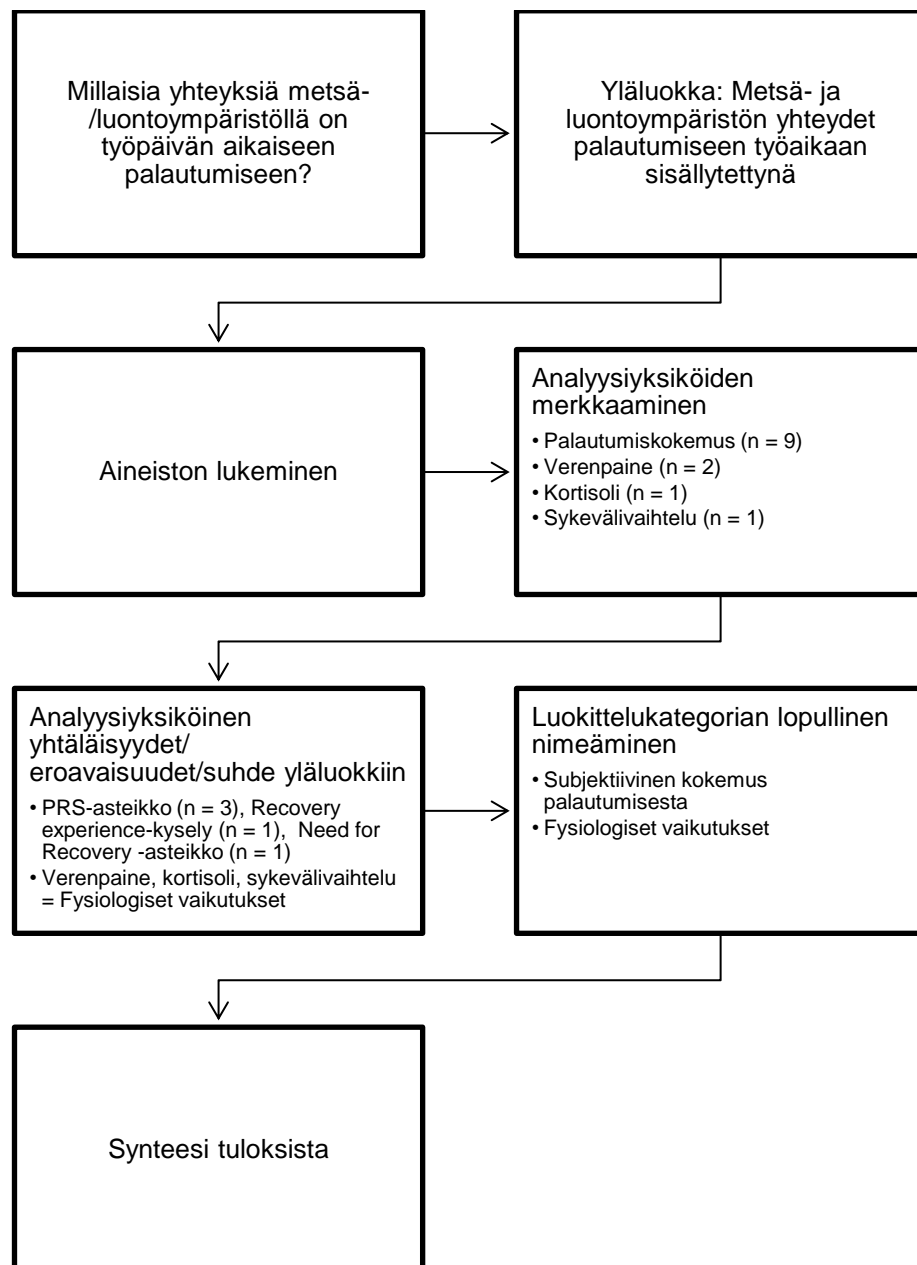 Millaisia yhteyksiä metsä-
/luontoympäristöllä on
työpäivän aikaiseen
palautumiseen?
Yläluokka: Metsä- ja
luontoympäristön yhteydet
palautumiseen työaikaan
sisällytettynä
Aineiston lukeminen
Analyysiyksiköiden
merkkaaminen
• Palautumiskokemus (n = 9)
• Verenpaine (n = 2)
• Kortisoli (n = 1)
• Sykevälivaihtelu (n = 1)
Analyysiyksiköinen
yhtäläisyydet/
eroavaisuudet/suhde yläluokkiin
• PRS-asteikko (n = 3), Recovery
experience-kysely (n = 1), Need for
Recovery -asteikko (n = 1)
• Verenpaine, kortisoli, sykevälivaihtelu
= Fysiologiset vaikutukset
Luokittelukategorian lopullinen
nimeäminen
• Subjektiivinen kokemus
palautumisesta
• Fysiologiset vaikutukset
Synteesi tuloksista